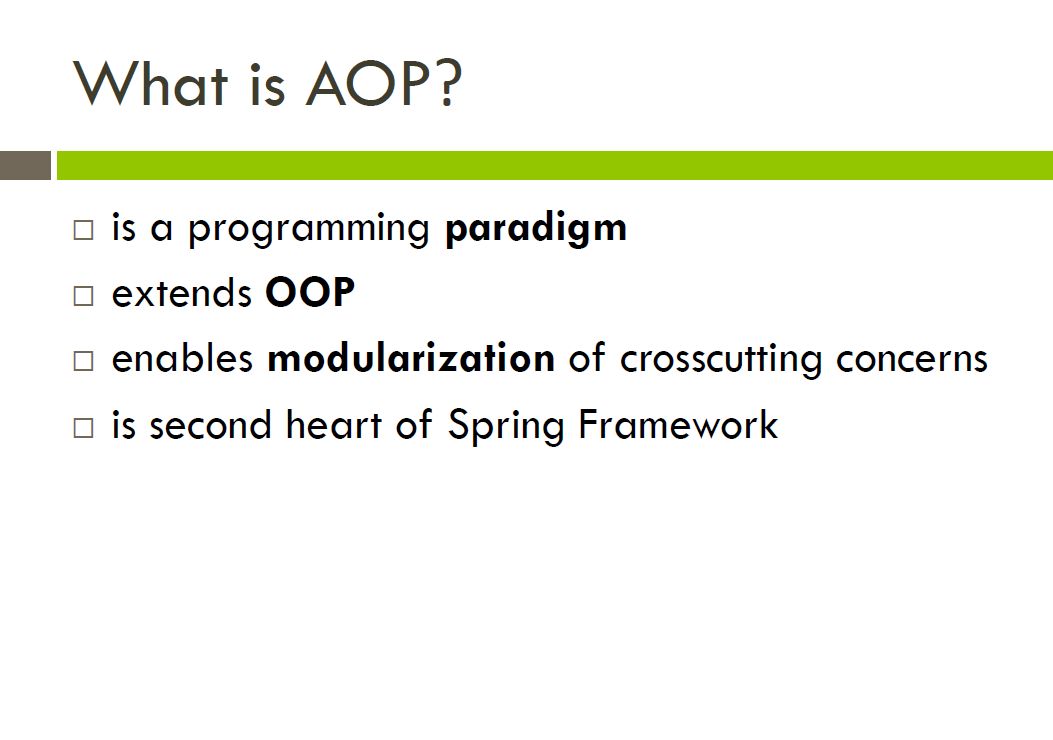 What is AOP?
is a programming paradigm
extends OOP
enables modularization of crosscutting concerns
is second heart of Spring Framework